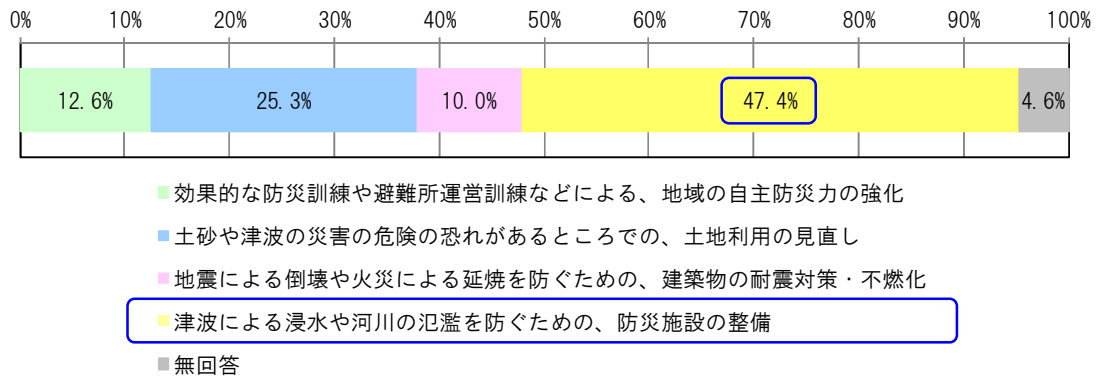 0% 10% 20% 30% 40% 50% 60% 70% 80% 90% 100%
12.6% 25.3% 10.0% 47.4% 4.6%
効果的な防災訓練や避難所運営訓練などによる、地域の自主防災力の強化
土砂や津波の災害の危険の恐れがあるところでの、土地利用の見直し
地震による倒壊や火災による延焼を防ぐための、建築物の耐震対策・不燃化
津波による浸水や河川の氾濫を防ぐための、防災施設の整備
無回答